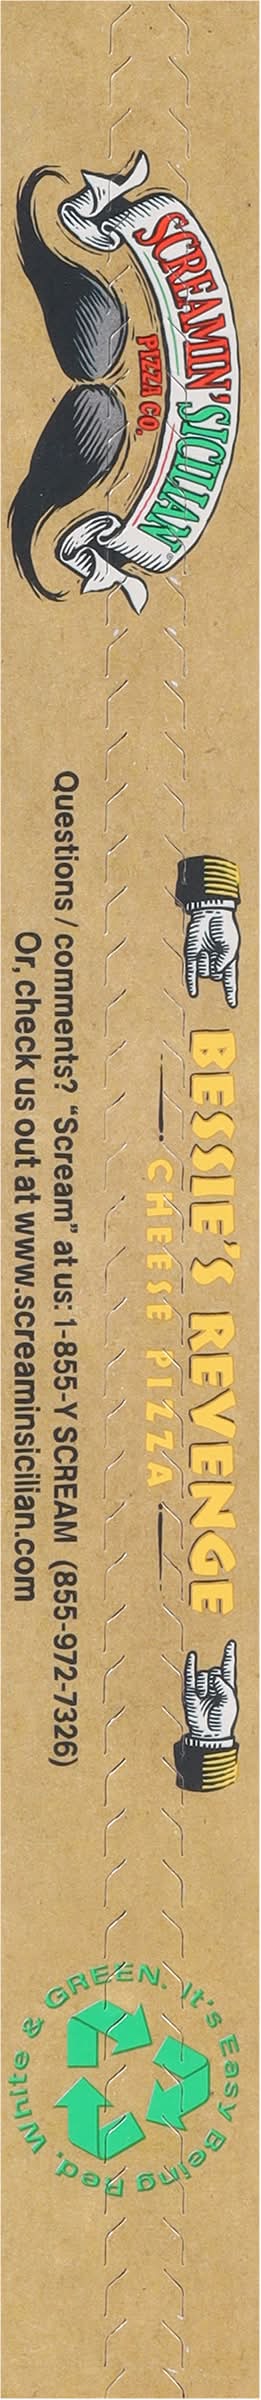 SCREAMIN' SICILIAN®
PIZZA CO.
BESSIE'S REVENGE
CHEESE PIZZA
Questions / comments? “Scream” at us: 1-855-Y SCREAM (855-972-7326)
Or, check us out at www.screaminsicilian.com
It's Easy Being Red, White & GREEN.